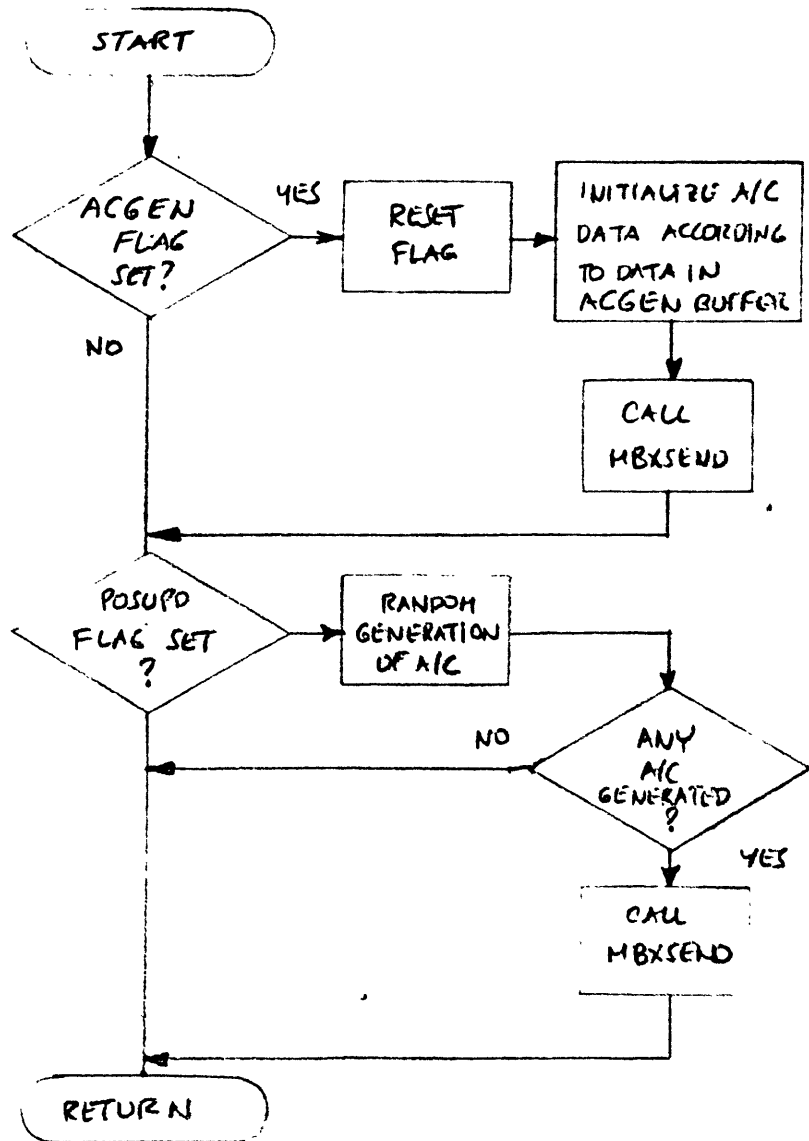 START
ACGEN
FLAG
SET?
YES
RESET
FLAG
INITIALIZE A/C
DATA ACCORDING
TO DATA IN
ACGEN BUFFER
NO
CALL
MBXSEND
POSUPD
FLAG SET
?
RANDOM
GENERATION
OF A/C
NO
ANY
A/C
GENERATED
?
YES
CALL
MBXSEND
RETURN